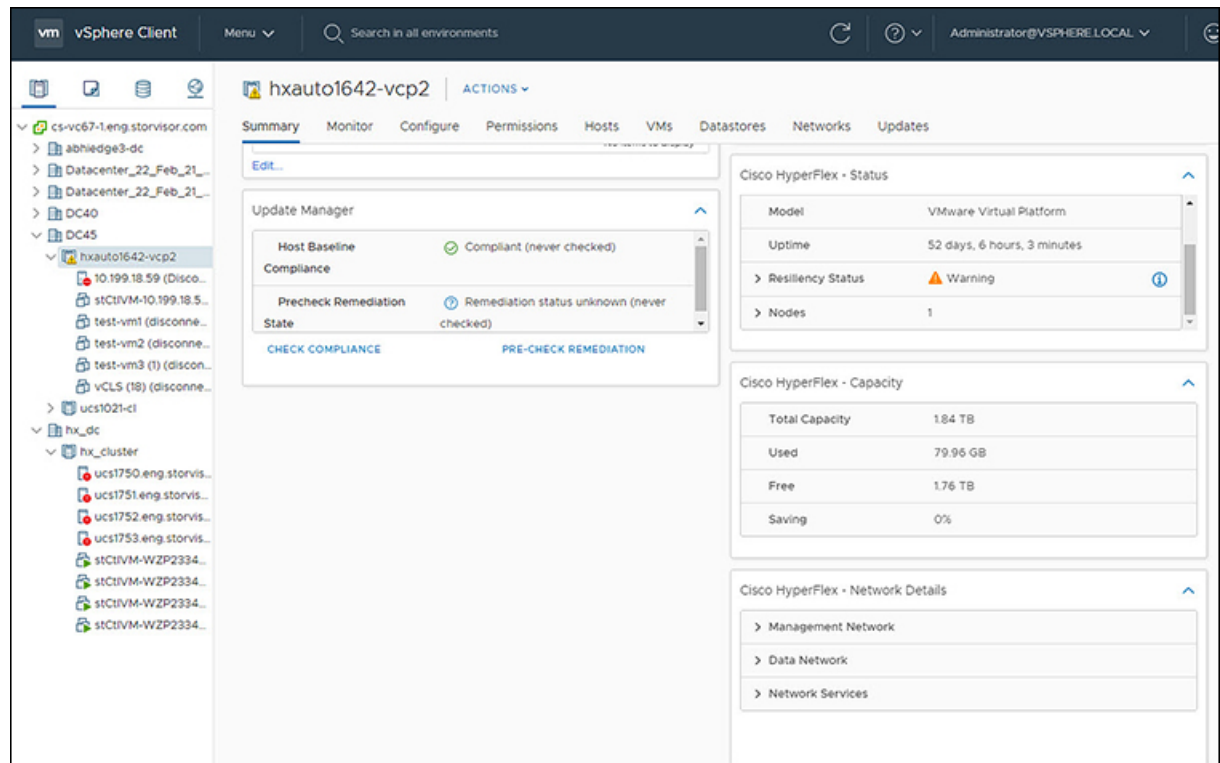 vm vSphere Client Menu Search in all environments Administrator@VSPHERE.LOCAL
cs-vc67-1.eng.storvisor.com
abhiedge3-dc
Datacenter_22_Feb_21_...
Datacenter_22_Feb_21_...
DC40
DC45
hxauto1642-vcp2
10.199.18.59 (Disco...
stCtlVM-10.199.18.5...
test-vm1 (disconne...
test-vm2 (disconne...
test-vm3 (1) (discon...
vCLS (18) (disconne...
ucs1021-cl
hx_dc
hx_cluster
ucs1750.eng.storvis...
ucs1751.eng.storvis...
ucs1752.eng.storvis...
ucs1753.eng.storvis...
stCtlVM-WZP2334...
stCtlVM-WZP2334...
stCtlVM-WZP2334...
stCtlVM-WZP2334...
hxauto1642-vcp2 ACTIONS
Summary Monitor Configure Permissions Hosts VMs Datastores Networks Updates
No items to display
Edit...
Update Manager
Host Baseline Compliant (never checked)
Compliance
Precheck Remediation Remediation status unknown (never
State checked)
CHECK COMPLIANCE PRE-CHECK REMEDIATION
Cisco HyperFlex - Status
Model VMware Virtual Platform
Uptime 52 days, 6 hours, 3 minutes
Resiliency Status Warning
Nodes 1
Cisco HyperFlex - Capacity
Total Capacity 1.84 TB
Used 79.96 GB
Free 1.76 TB
Saving 0%
Cisco HyperFlex - Network Details
Management Network
Data Network
Network Services